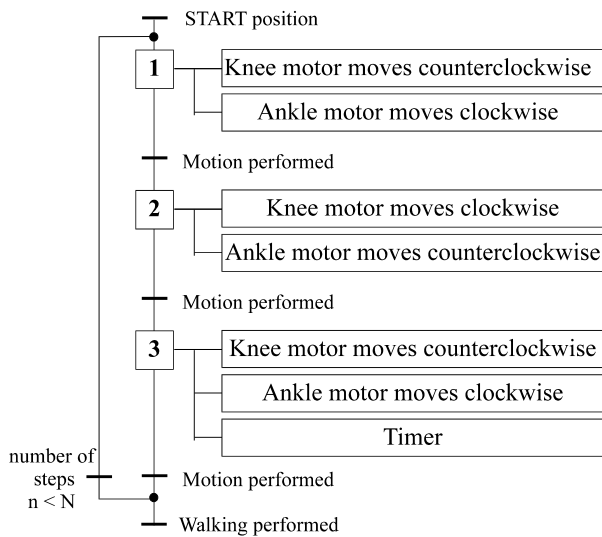 START position
1
Knee motor moves counterclockwise
Ankle motor moves clockwise
Motion performed
2
Knee motor moves clockwise
Ankle motor moves counterclockwise
Motion performed
3
Knee motor moves counterclockwise
Ankle motor moves clockwise
Timer
number of
steps
n < N
Motion performed
Walking performed